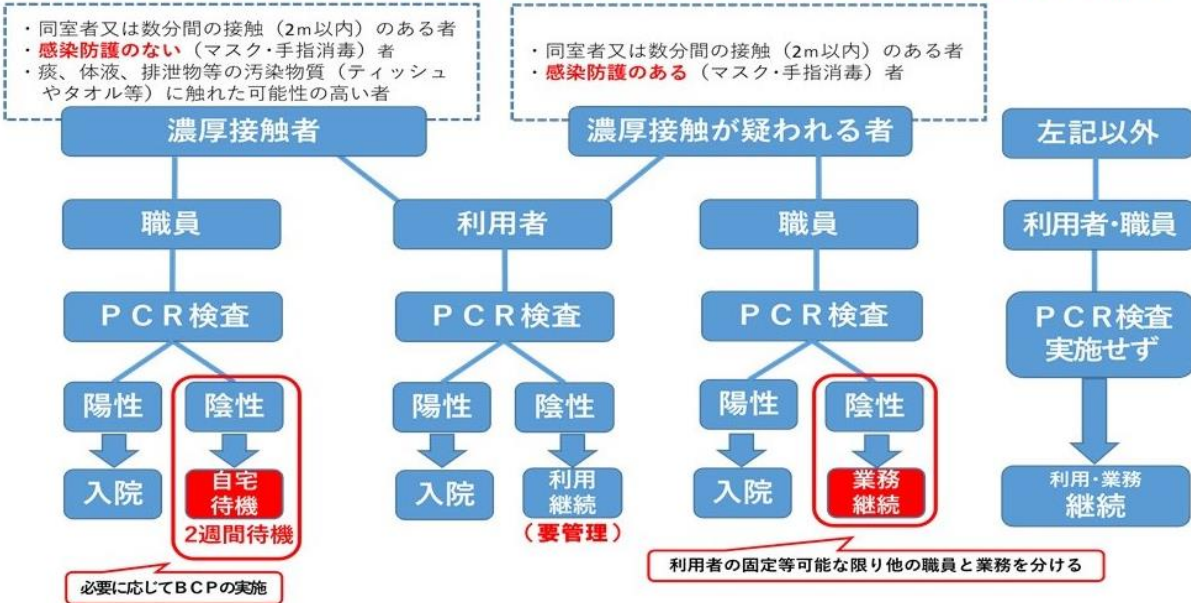 ・同室者又は数分間の接触（2m以内）のある者
・感染防護のない（マスク・手指消毒）者
・痰、体液、排泄物等の汚染物質（ティッシュ
やタオル等）に触れた可能性の高い者
・同室者又は数分間の接触（2m以内）のある者
・感染防護のある（マスク・手指消毒）者
濃厚接触者
濃厚接触が疑われる者
左記以外
職員
利用者
職員
利用者・職員
ＰＣＲ検査
ＰＣＲ検査
ＰＣＲ検査
ＰＣＲ検査
実施せず
陽性
陰性
陽性
陰性
陽性
陰性
入院
自宅
待機
2週間待機
入院
利用
継続
（要管理）
入院
業務
継続
利用・業務
継続
必要に応じてＢＣＰの実施
利用者の固定等可能な限り他の職員と業務を分ける